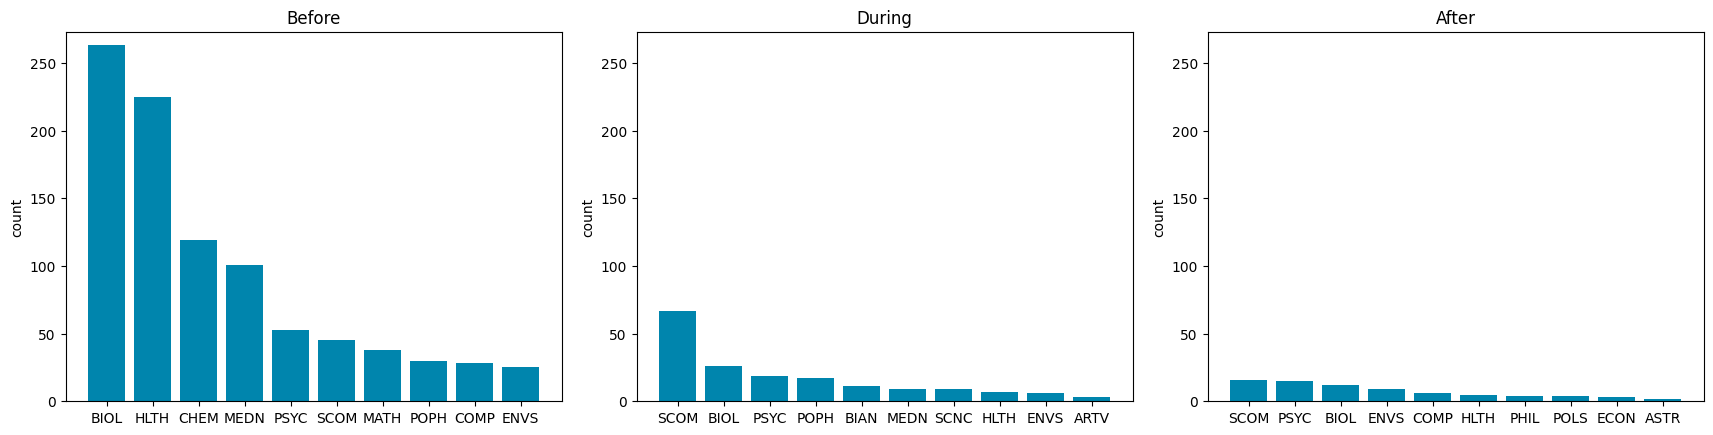 Before
count
250
200
150
100
50
0
BIOL HLTH CHEM MEDN PSYC SCOM MATH POPH COMP ENVS
During
count
250
200
150
100
50
0
SCOM BIOL PSYC POPH BIAN MEDN SCNC HLTH ENVS ARTV
After
count
250
200
150
100
50
0
SCOM PSYC BIOL ENVS COMP HLTH PHIL POLS ECON ASTR